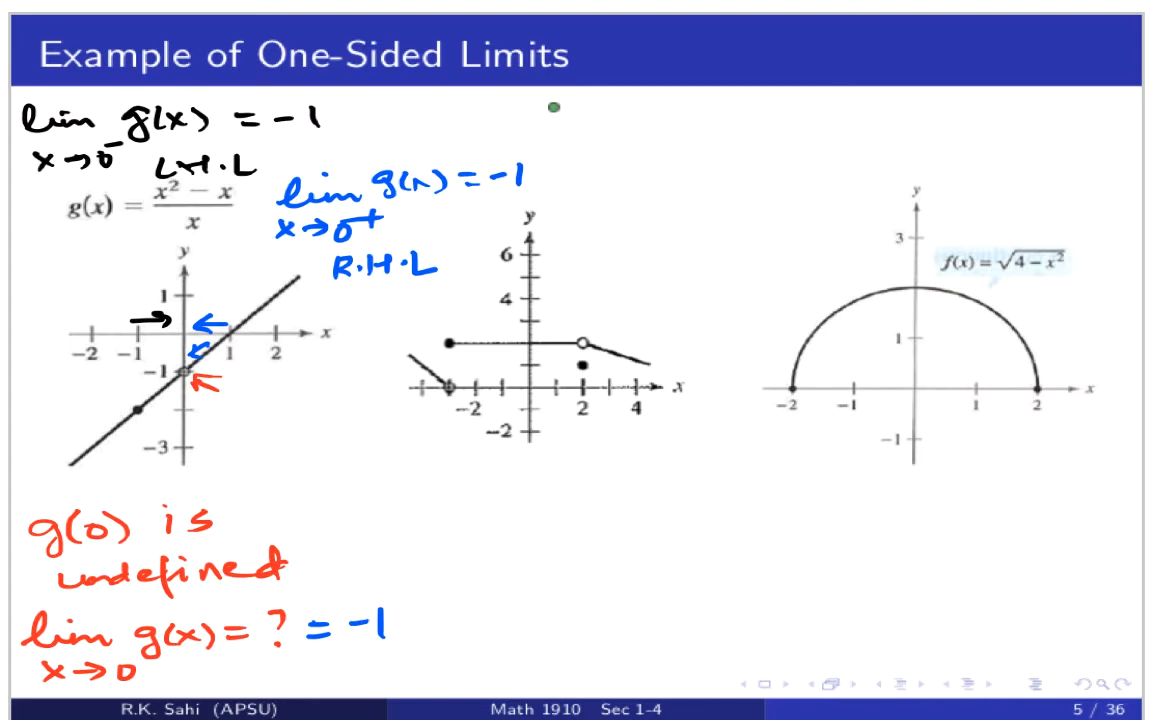 Example of One-Sided Limits
lim g(x) = -1
x→0⁻ L.H.L
g(x) = (x² − x)/x
lim g(x) = -1
x→0⁺
R.H.L
y
1
-2 -1 1 2 x
-1
-3
y
6
4
-2 2 4 x
-2
y
3
f(x) = √(4 − x²)
1
-2 -1 1 2 x
-1
g(0) is
undefined
lim g(x) = ? = -1
x→0
R.K. Sahi (APSU) Math 1910 Sec 1-4 5 / 36